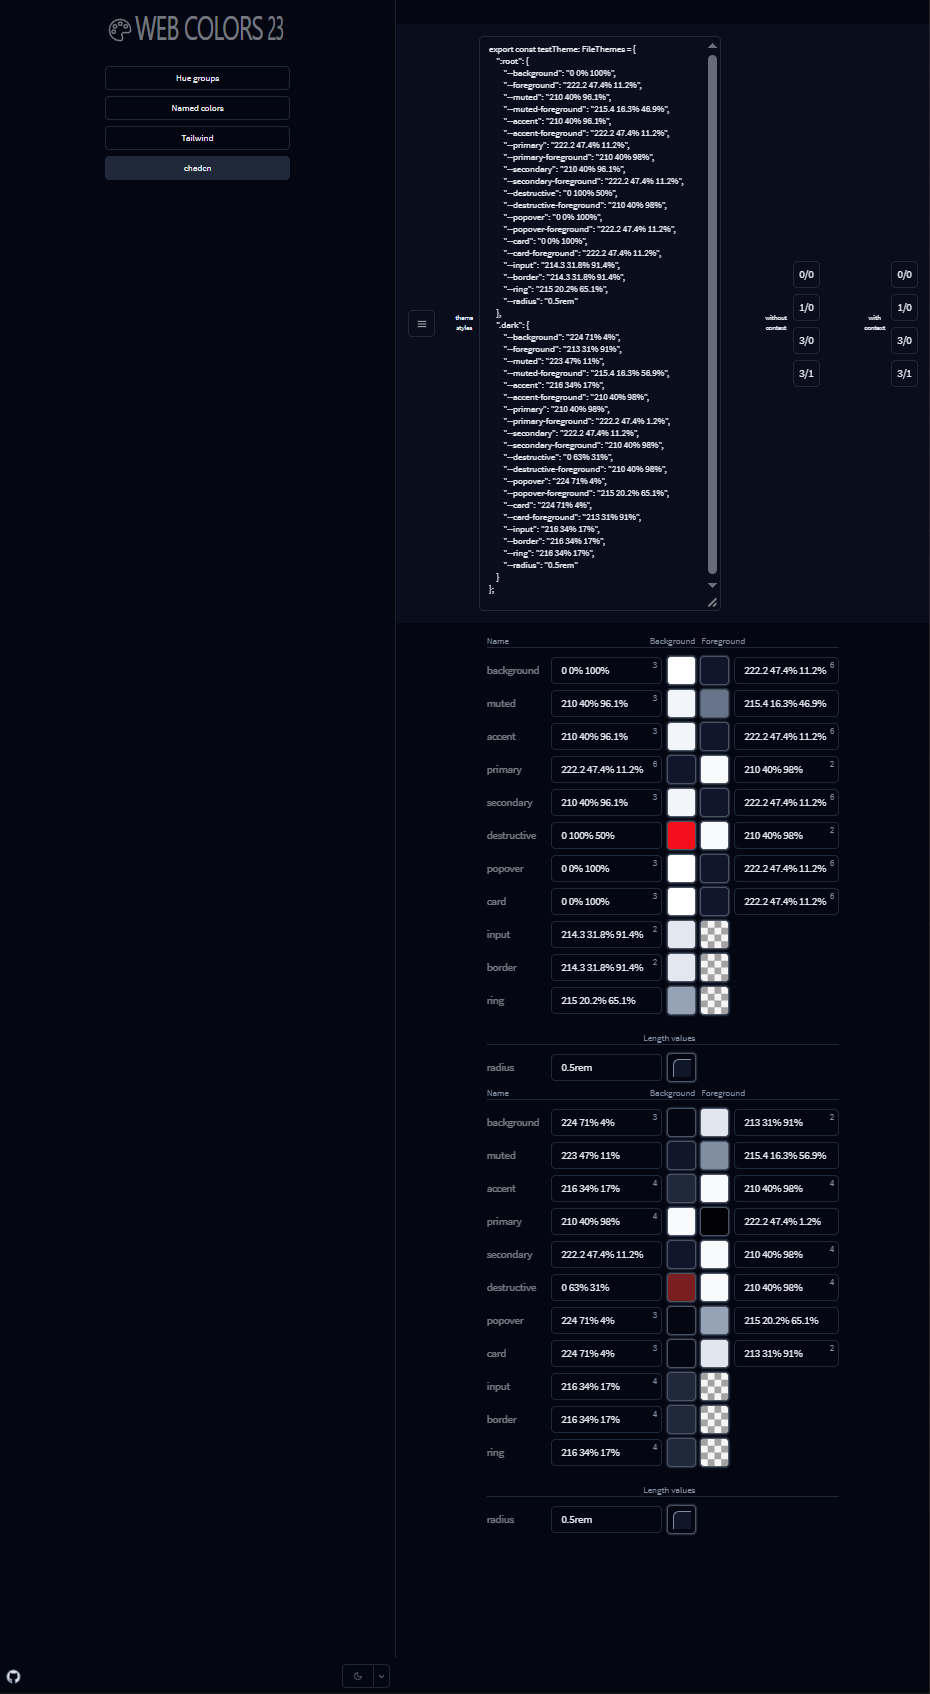 WEB COLORS 23
Hue groups
Named colors
Tailwind
chadcn
theme
styles
export const testTheme: FileThemes = {
":root": {
"--background": "0 0% 100%",
"--foreground": "222.2 47.4% 11.2%",
"--muted": "210 40% 96.1%",
"--muted-foreground": "215.4 16.3% 46.9%",
"--accent": "210 40% 96.1%",
"--accent-foreground": "222.2 47.4% 11.2%",
"--primary": "222.2 47.4% 11.2%",
"--primary-foreground": "210 40% 98%",
"--secondary": "210 40% 96.1%",
"--secondary-foreground": "222.2 47.4% 11.2%",
"--destructive": "0 100% 50%",
"--destructive-foreground": "210 40% 98%",
"--popover": "0 0% 100%",
"--popover-foreground": "222.2 47.4% 11.2%",
"--card": "0 0% 100%",
"--card-foreground": "222.2 47.4% 11.2%",
"--input": "214.3 31.8% 91.4%",
"--border": "214.3 31.8% 91.4%",
"--ring": "215 20.2% 65.1%",
"--radius": "0.5rem"
},
".dark": {
"--background": "224 71% 4%",
"--foreground": "213 31% 91%",
"--muted": "223 47% 11%",
"--muted-foreground": "215.4 16.3% 56.9%",
"--accent": "216 34% 17%",
"--accent-foreground": "210 40% 98%",
"--primary": "210 40% 98%",
"--primary-foreground": "222.2 47.4% 1.2%",
"--secondary": "222.2 47.4% 11.2%",
"--secondary-foreground": "210 40% 98%",
"--destructive": "0 63% 31%",
"--destructive-foreground": "210 40% 98%",
"--popover": "224 71% 4%",
"--popover-foreground": "215 20.2% 65.1%",
"--card": "224 71% 4%",
"--card-foreground": "213 31% 91%",
"--input": "216 34% 17%",
"--border": "216 34% 17%",
"--ring": "216 34% 17%",
"--radius": "0.5rem"
}
};
without
context
0/0
1/0
3/0
3/1
with
context
0/0
1/0
3/0
3/1
Name Background Foreground
background 0 0% 100% 3 222.2 47.4% 11.2% 6
muted 210 40% 96.1% 3 215.4 16.3% 46.9%
accent 210 40% 96.1% 3 222.2 47.4% 11.2% 6
primary 222.2 47.4% 11.2% 6 210 40% 98% 2
secondary 210 40% 96.1% 3 222.2 47.4% 11.2% 6
destructive 0 100% 50% 210 40% 98% 2
popover 0 0% 100% 3 222.2 47.4% 11.2% 6
card 0 0% 100% 3 222.2 47.4% 11.2% 6
input 214.3 31.8% 91.4% 2
border 214.3 31.8% 91.4% 2
ring 215 20.2% 65.1%
Length values
radius 0.5rem
Name Background Foreground
background 224 71% 4% 3 213 31% 91% 2
muted 223 47% 11% 215.4 16.3% 56.9%
accent 216 34% 17% 4 210 40% 98% 4
primary 210 40% 98% 4 222.2 47.4% 1.2%
secondary 222.2 47.4% 11.2% 210 40% 98% 4
destructive 0 63% 31% 210 40% 98% 4
popover 224 71% 4% 3 215 20.2% 65.1%
card 224 71% 4% 3 213 31% 91% 2
input 216 34% 17% 4
border 216 34% 17% 4
ring 216 34% 17% 4
Length values
radius 0.5rem